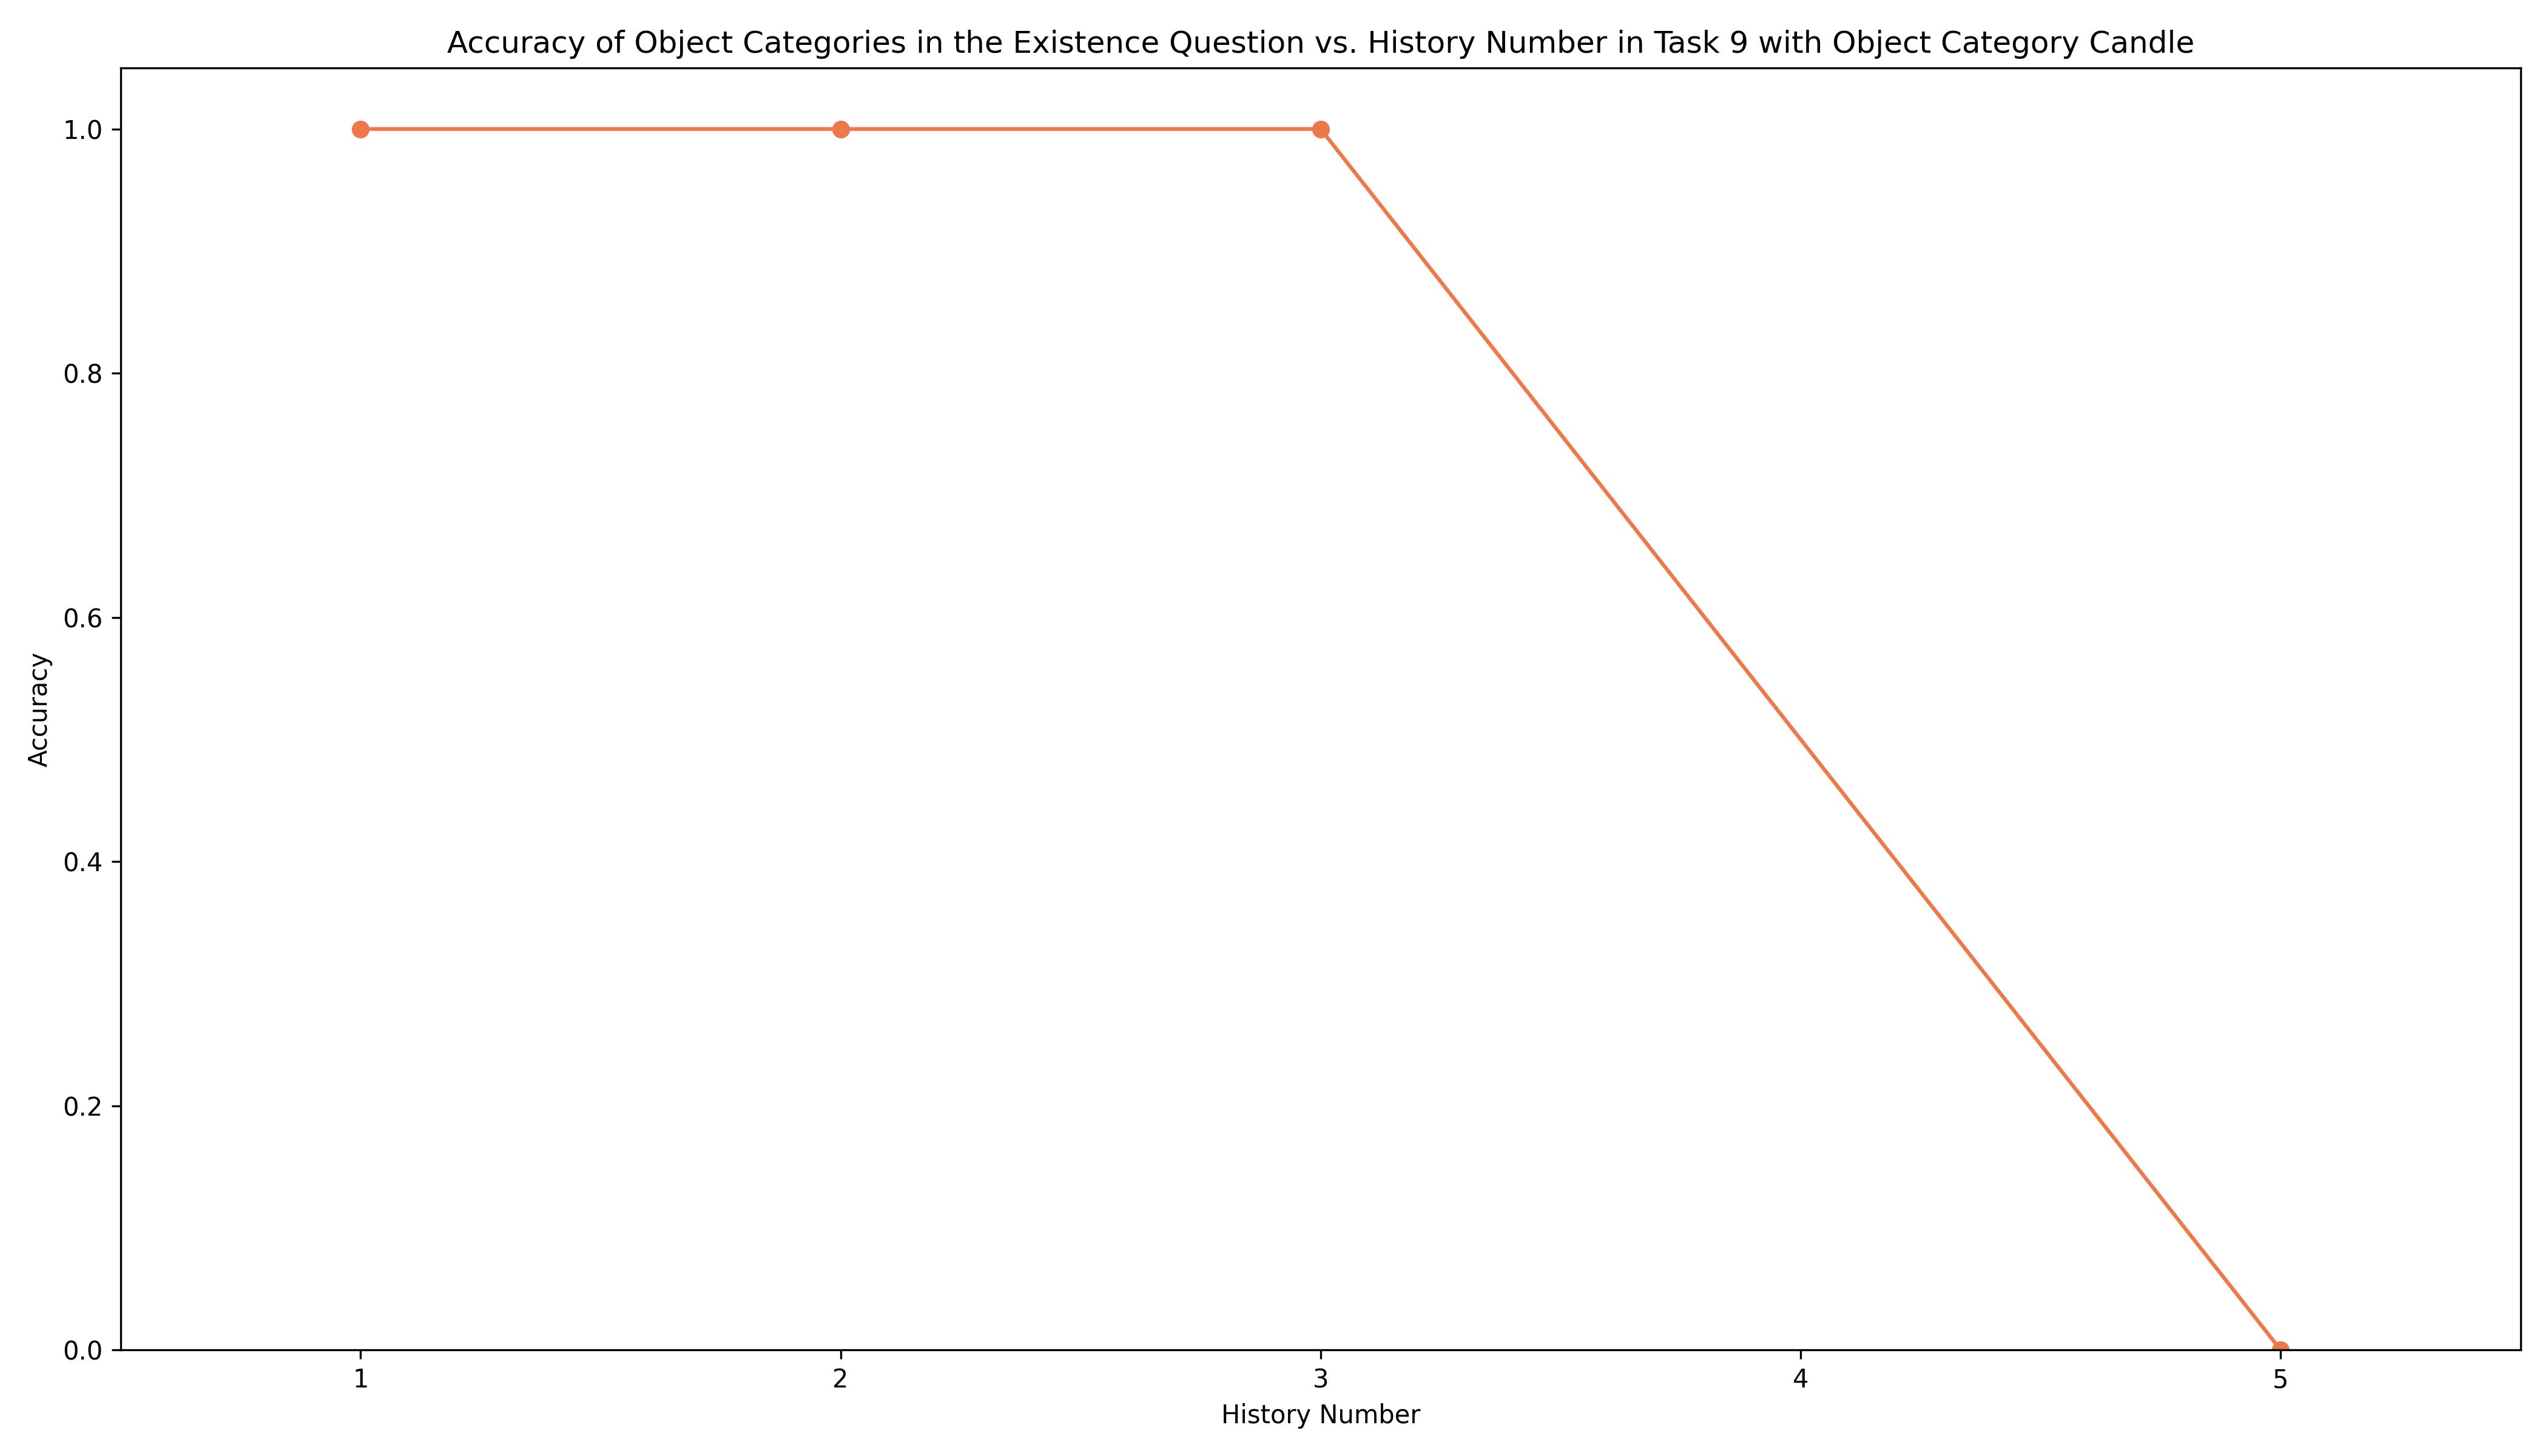 Accuracy of Object Categories in the Existence Question vs. History Number in Task 9 with Object Category Candle
1.0
0.8
0.6
0.4
0.2
0.0
Accuracy
1 2 3 4 5
History Number